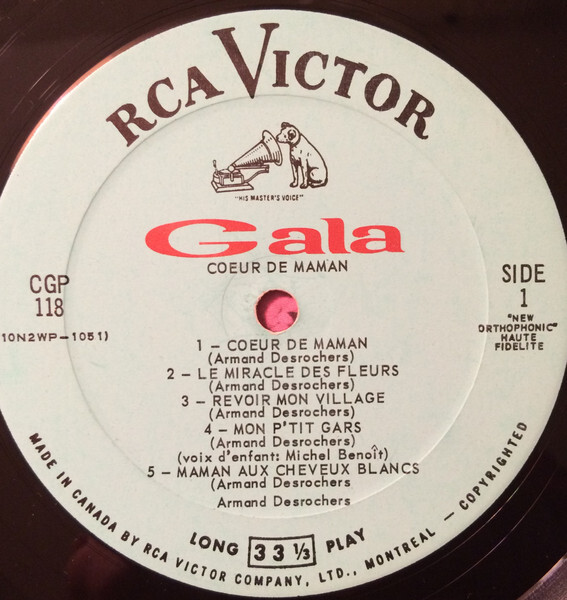 RCA VICTOR
"HIS MASTER'S VOICE"
Gala
COEUR DE MAMAN
CGP
118
10N2WP-1051)
SIDE
1
"NEW
ORTHOPHONIC"
HAUTE
FIDELITE
1 - COEUR DE MAMAN
(Armand Desrochers)
2 - LE MIRACLE DES FLEURS
(Armand Desrochers)
3 - REVOIR MON VILLAGE
(Armand Desrochers)
4 - MON P'TIT GARS
(Armand Desrochers)
(voix d'enfant: Michel Benoît)
5 - MAMAN AUX CHEVEUX BLANCS
(Armand Desrochers
Armand Desrochers
LONG 33 1/3 PLAY
MADE IN CANADA BY RCA VICTOR COMPANY, LTD., MONTREAL - COPYRIGHTED